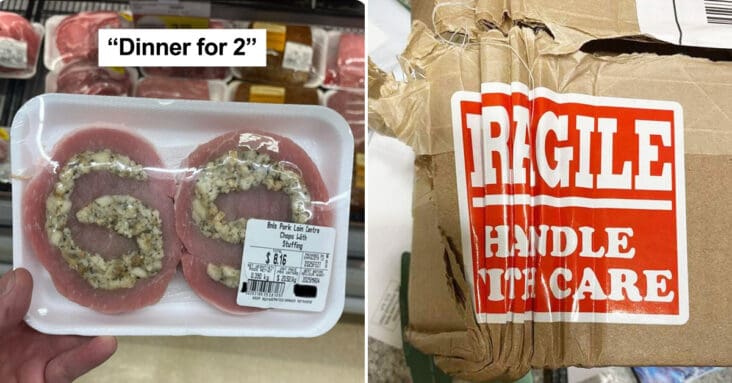 “Dinner for 2”
Bnls Pork Loin Centre
Chops With
Stuffing
$ 8.16
FRAGILE
HANDLE
WITH CARE